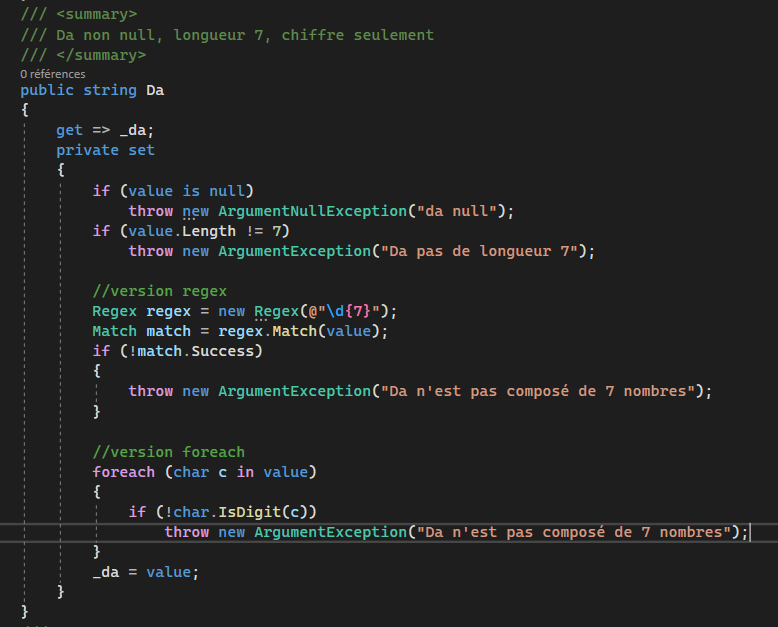 /// <summary>
/// Da non null, longueur 7, chiffre seulement
/// </summary>
0 références
public string Da
{
get => _da;
private set
{
if (value is null)
throw new ArgumentNullException("da null");
if (value.Length != 7)
throw new ArgumentException("Da pas de longueur 7");
//version regex
Regex regex = new Regex(@"\d{7}");
Match match = regex.Match(value);
if (!match.Success)
{
throw new ArgumentException("Da n'est pas composé de 7 nombres");
}
//version foreach
foreach (char c in value)
{
if (!char.IsDigit(c))
throw new ArgumentException("Da n'est pas composé de 7 nombres");
}
_da = value;
}
}